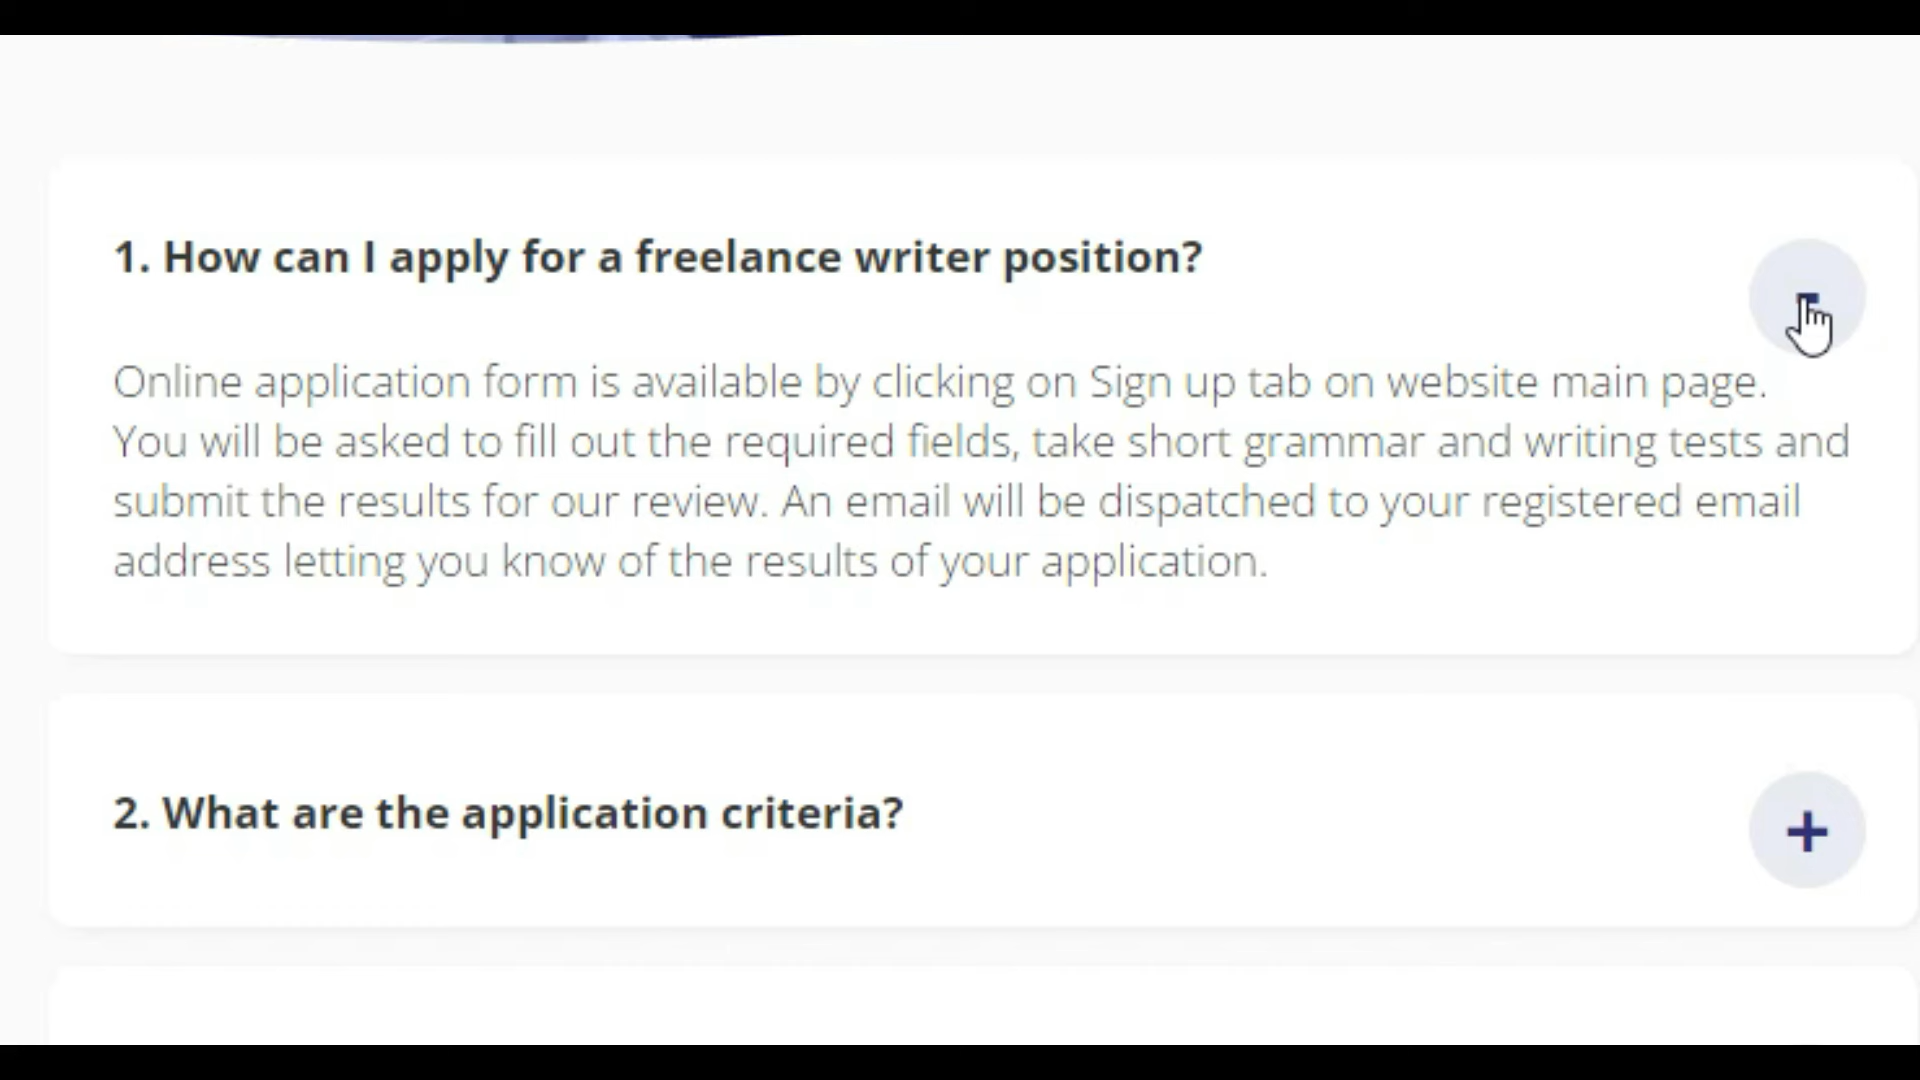 1. How can I apply for a freelance writer position?
Online application form is available by clicking on Sign up tab on website main page.
You will be asked to fill out the required fields, take short grammar and writing tests and
submit the results for our review. An email will be dispatched to your registered email
address letting you know of the results of your application.
2. What are the application criteria?